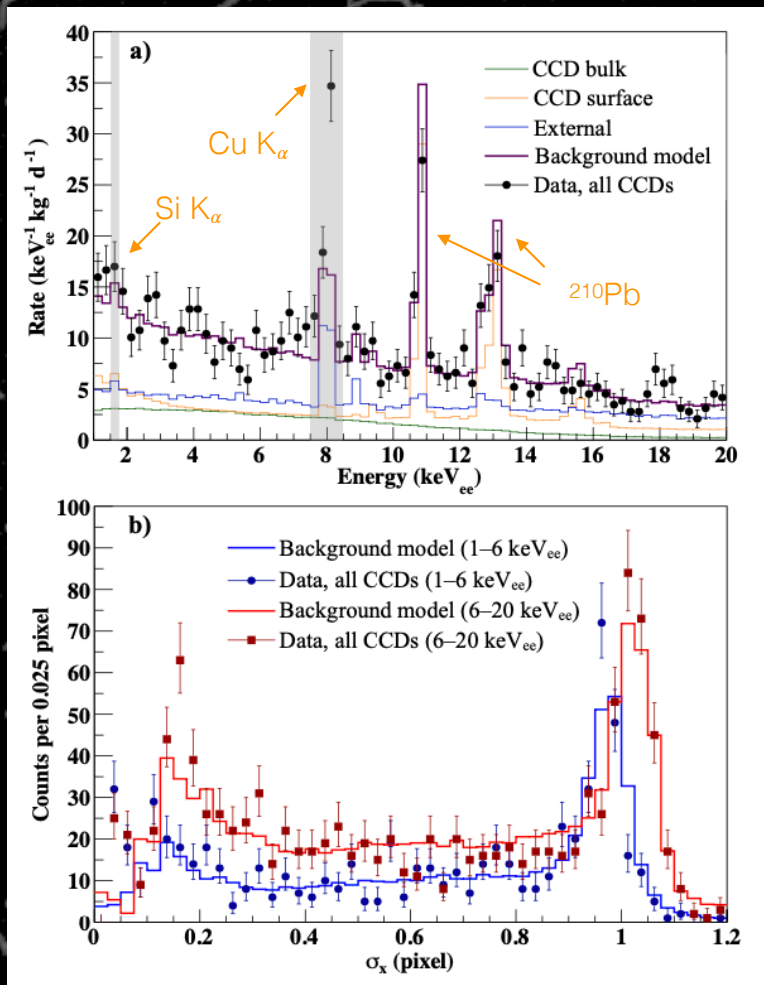 a)
Cu Kα
Si Kα
²¹⁰Pb
CCD bulk
CCD surface
External
Background model
Data, all CCDs
Rate (keV⁻¹ₑₑ kg⁻¹ d⁻¹)
40
35
30
25
20
15
10
5
0
2 4 6 8 10 12 14 16 18 20
Energy (keVₑₑ)
b)
Background model (1–6 keVₑₑ)
Data, all CCDs (1–6 keVₑₑ)
Background model (6–20 keVₑₑ)
Data, all CCDs (6–20 keVₑₑ)
Counts per 0.025 pixel
100
90
80
70
60
50
40
30
20
10
0
0 0.2 0.4 0.6 0.8 1 1.2
σₓ (pixel)